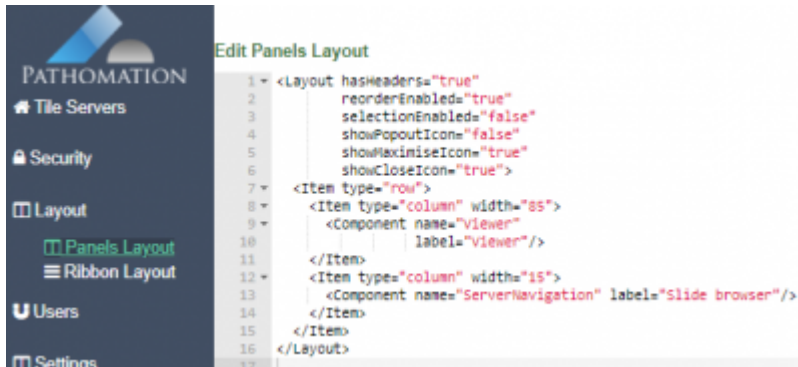 PATHOMATION
Tile Servers
Security
Layout
Panels Layout
Ribbon Layout
Users
Settings
Edit Panels Layout
1 <Layout hasHeaders="true"
2 reorderEnabled="true"
3 selectionEnabled="false"
4 showPopoutIcon="false"
5 showMaximiseIcon="true"
6 showCloseIcon="true">
7 <Item type="row">
8 <Item type="column" width="85">
9 <Component name="Viewer"
10 label="Viewer"/>
11 </Item>
12 <Item type="column" width="15">
13 <Component name="ServerNavigation" label="Slide browser"/>
14 </Item>
15 </Item>
16 </Layout>
17